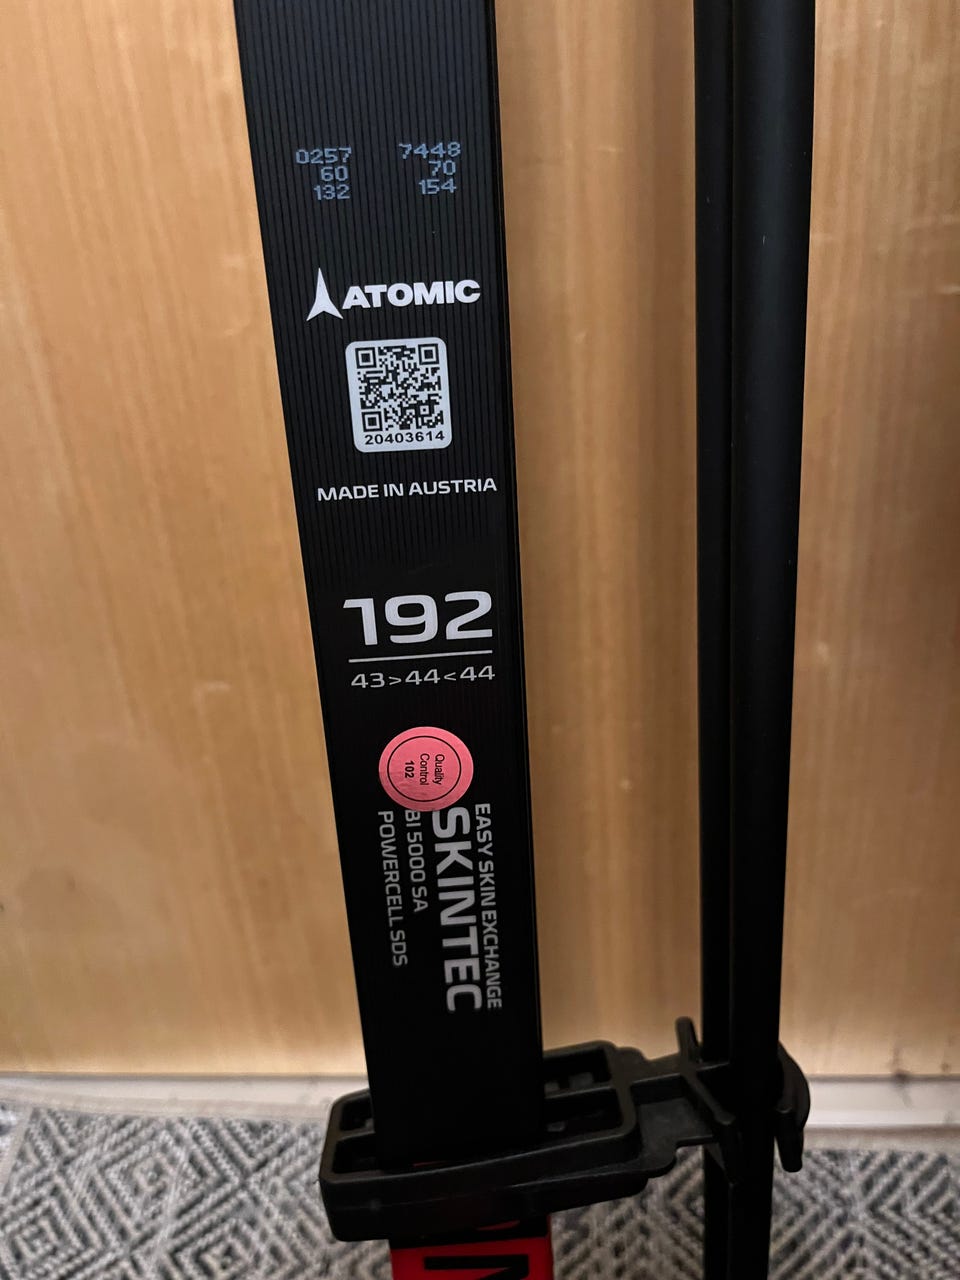 0257 7448
60 70
132 154
ATOMIC
20403614
MADE IN AUSTRIA
192
43>44<44
Quality
Control
102
EASY SKIN EXCHANGE
SKINTEC
BI 5000 SA
POWERCELL SDS